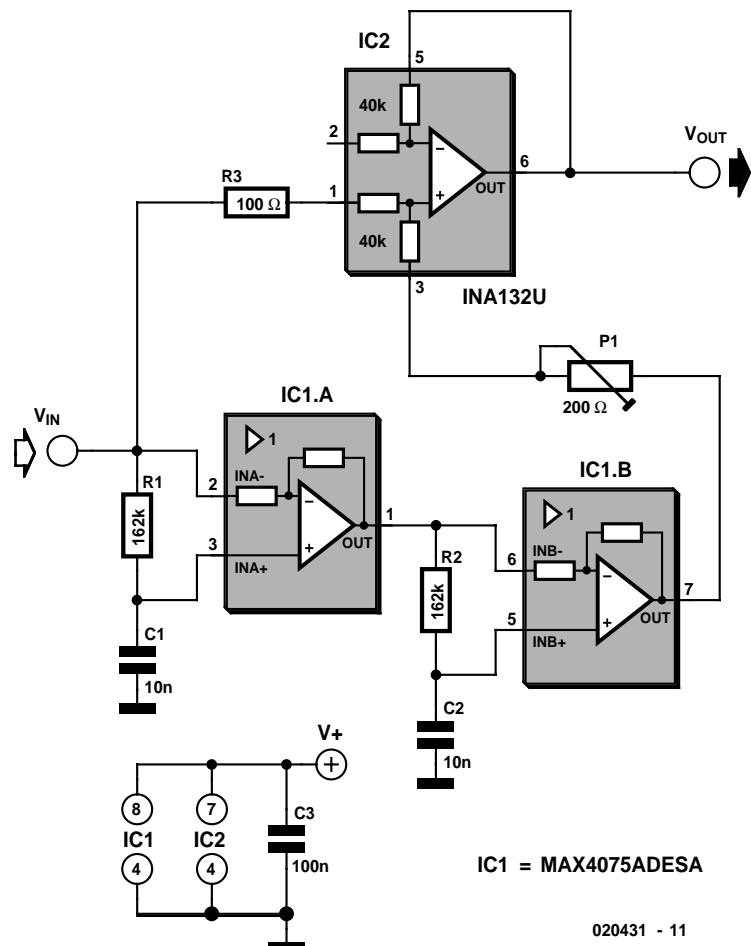 IC2
5
40k
2
V_OUT
6
R3
100 Ω
1
OUT
40k
3
INA132U
P1
200 Ω
IC1.A
V_IN
1
IC1.B
R1
2
INA-
1
162k
1
3
OUT
R2
6
INB-
INA+
162k
7
5
OUT
C1
INB+
10n
C2
V+
10n
8
7
C3
IC1
IC2
100n
4
4
IC1 = MAX4075ADESA
020431 - 11